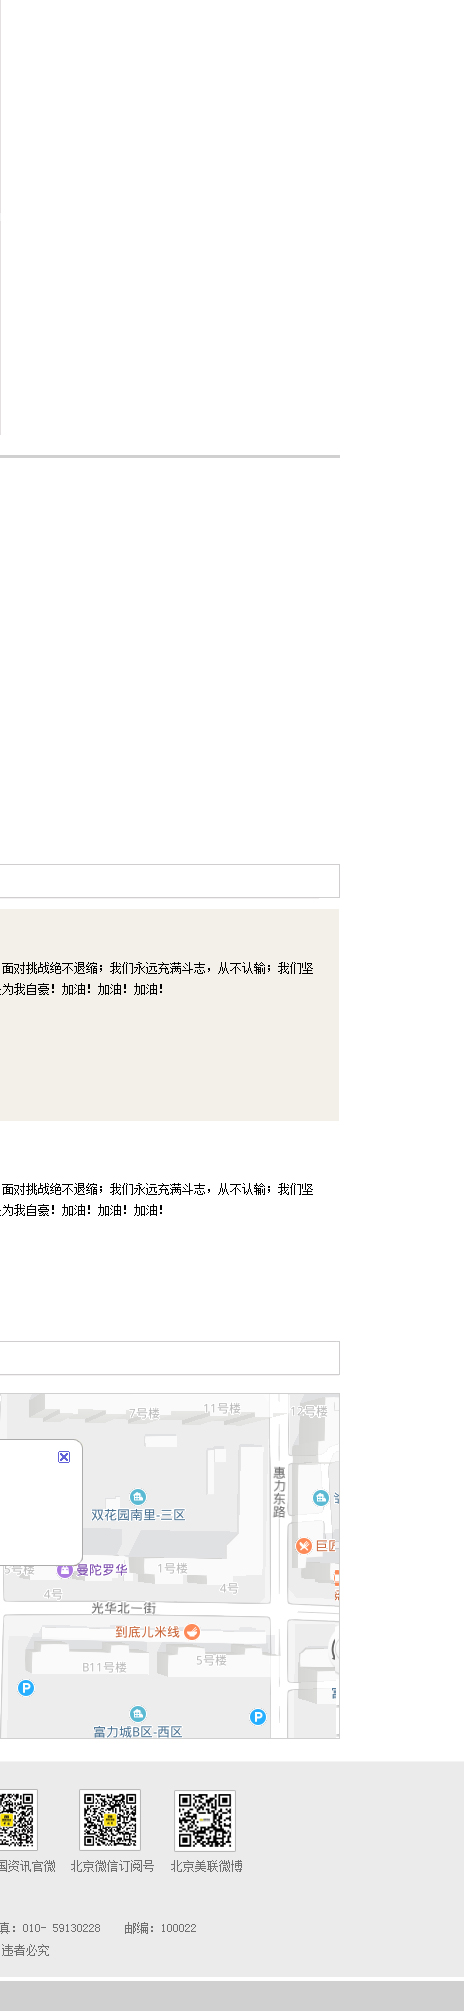 面对挑战绝不退缩；我们永远充满斗志，从不认输；我们坚
为我自豪！加油！加油！加油！
面对挑战绝不退缩；我们永远充满斗志，从不认输；我们坚
为我自豪！加油！加油！加油！
7号楼
11号楼
17号楼
惠力东路
双花园南里-三区
巨匠
5号楼
曼陀罗华
1号楼
4号
4号
光华北一街
到底儿米线
B11号楼
5号楼
P
P
富力城B区-西区
国资讯官微 北京微信订阅号 北京美联微博
真：010- 59130228 邮编：100022
违者必究